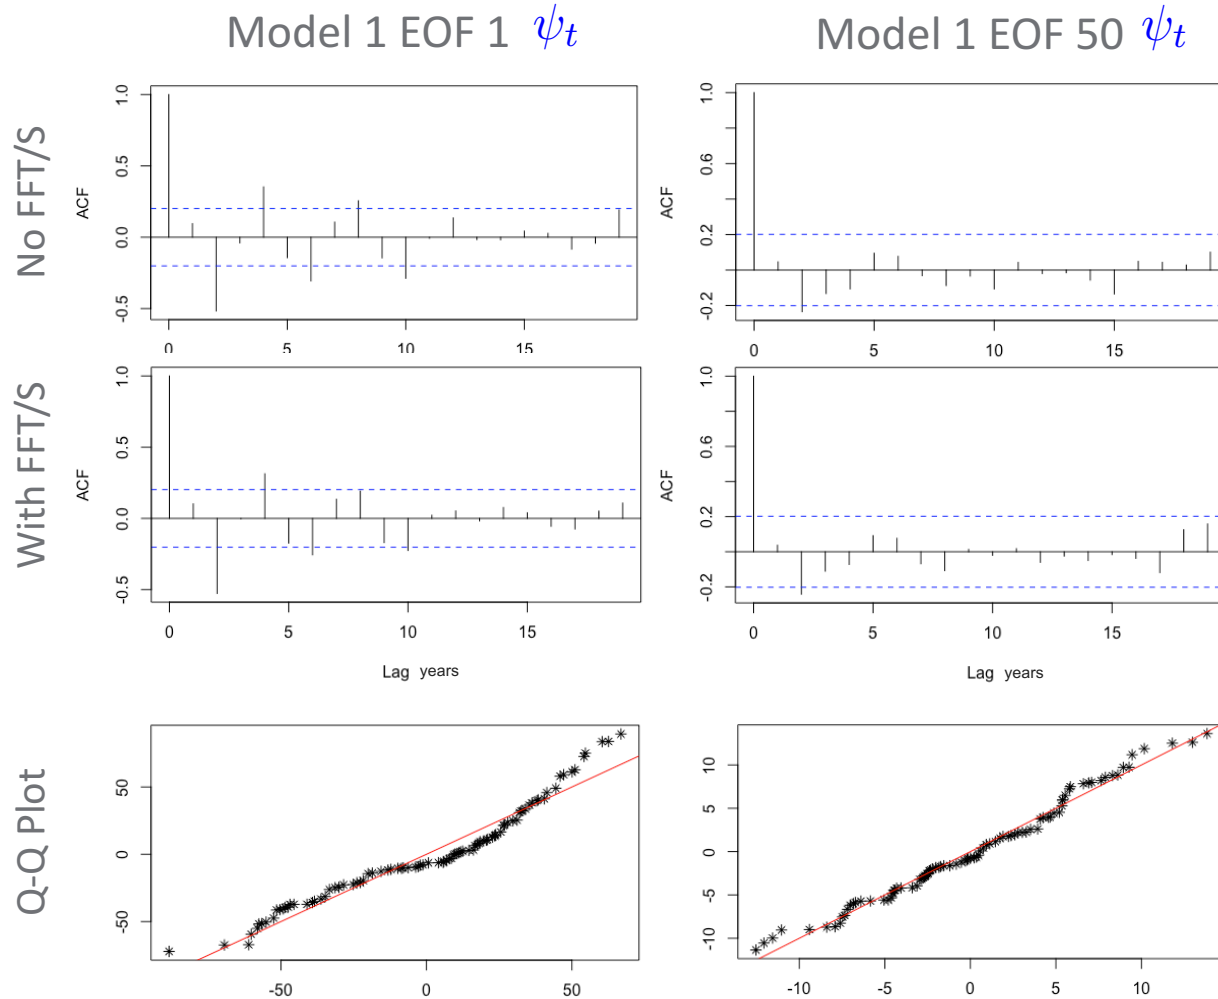 Model 1 EOF 1 ψt
Model 1 EOF 50 ψt
No FFT/S
ACF
1.0
0.5
0.0
-0.5
0 5 10 15
ACF
1.0
0.6
0.2
-0.2
0 5 10 15
With FFT/S
ACF
1.0
0.5
0.0
-0.5
0 5 10 15
Lag years
ACF
1.0
0.6
0.2
-0.2
0 5 10 15
Lag years
Q-Q Plot
50
0
-50
-50 0 50
10
5
0
-5
-10
-10 -5 0 5 10